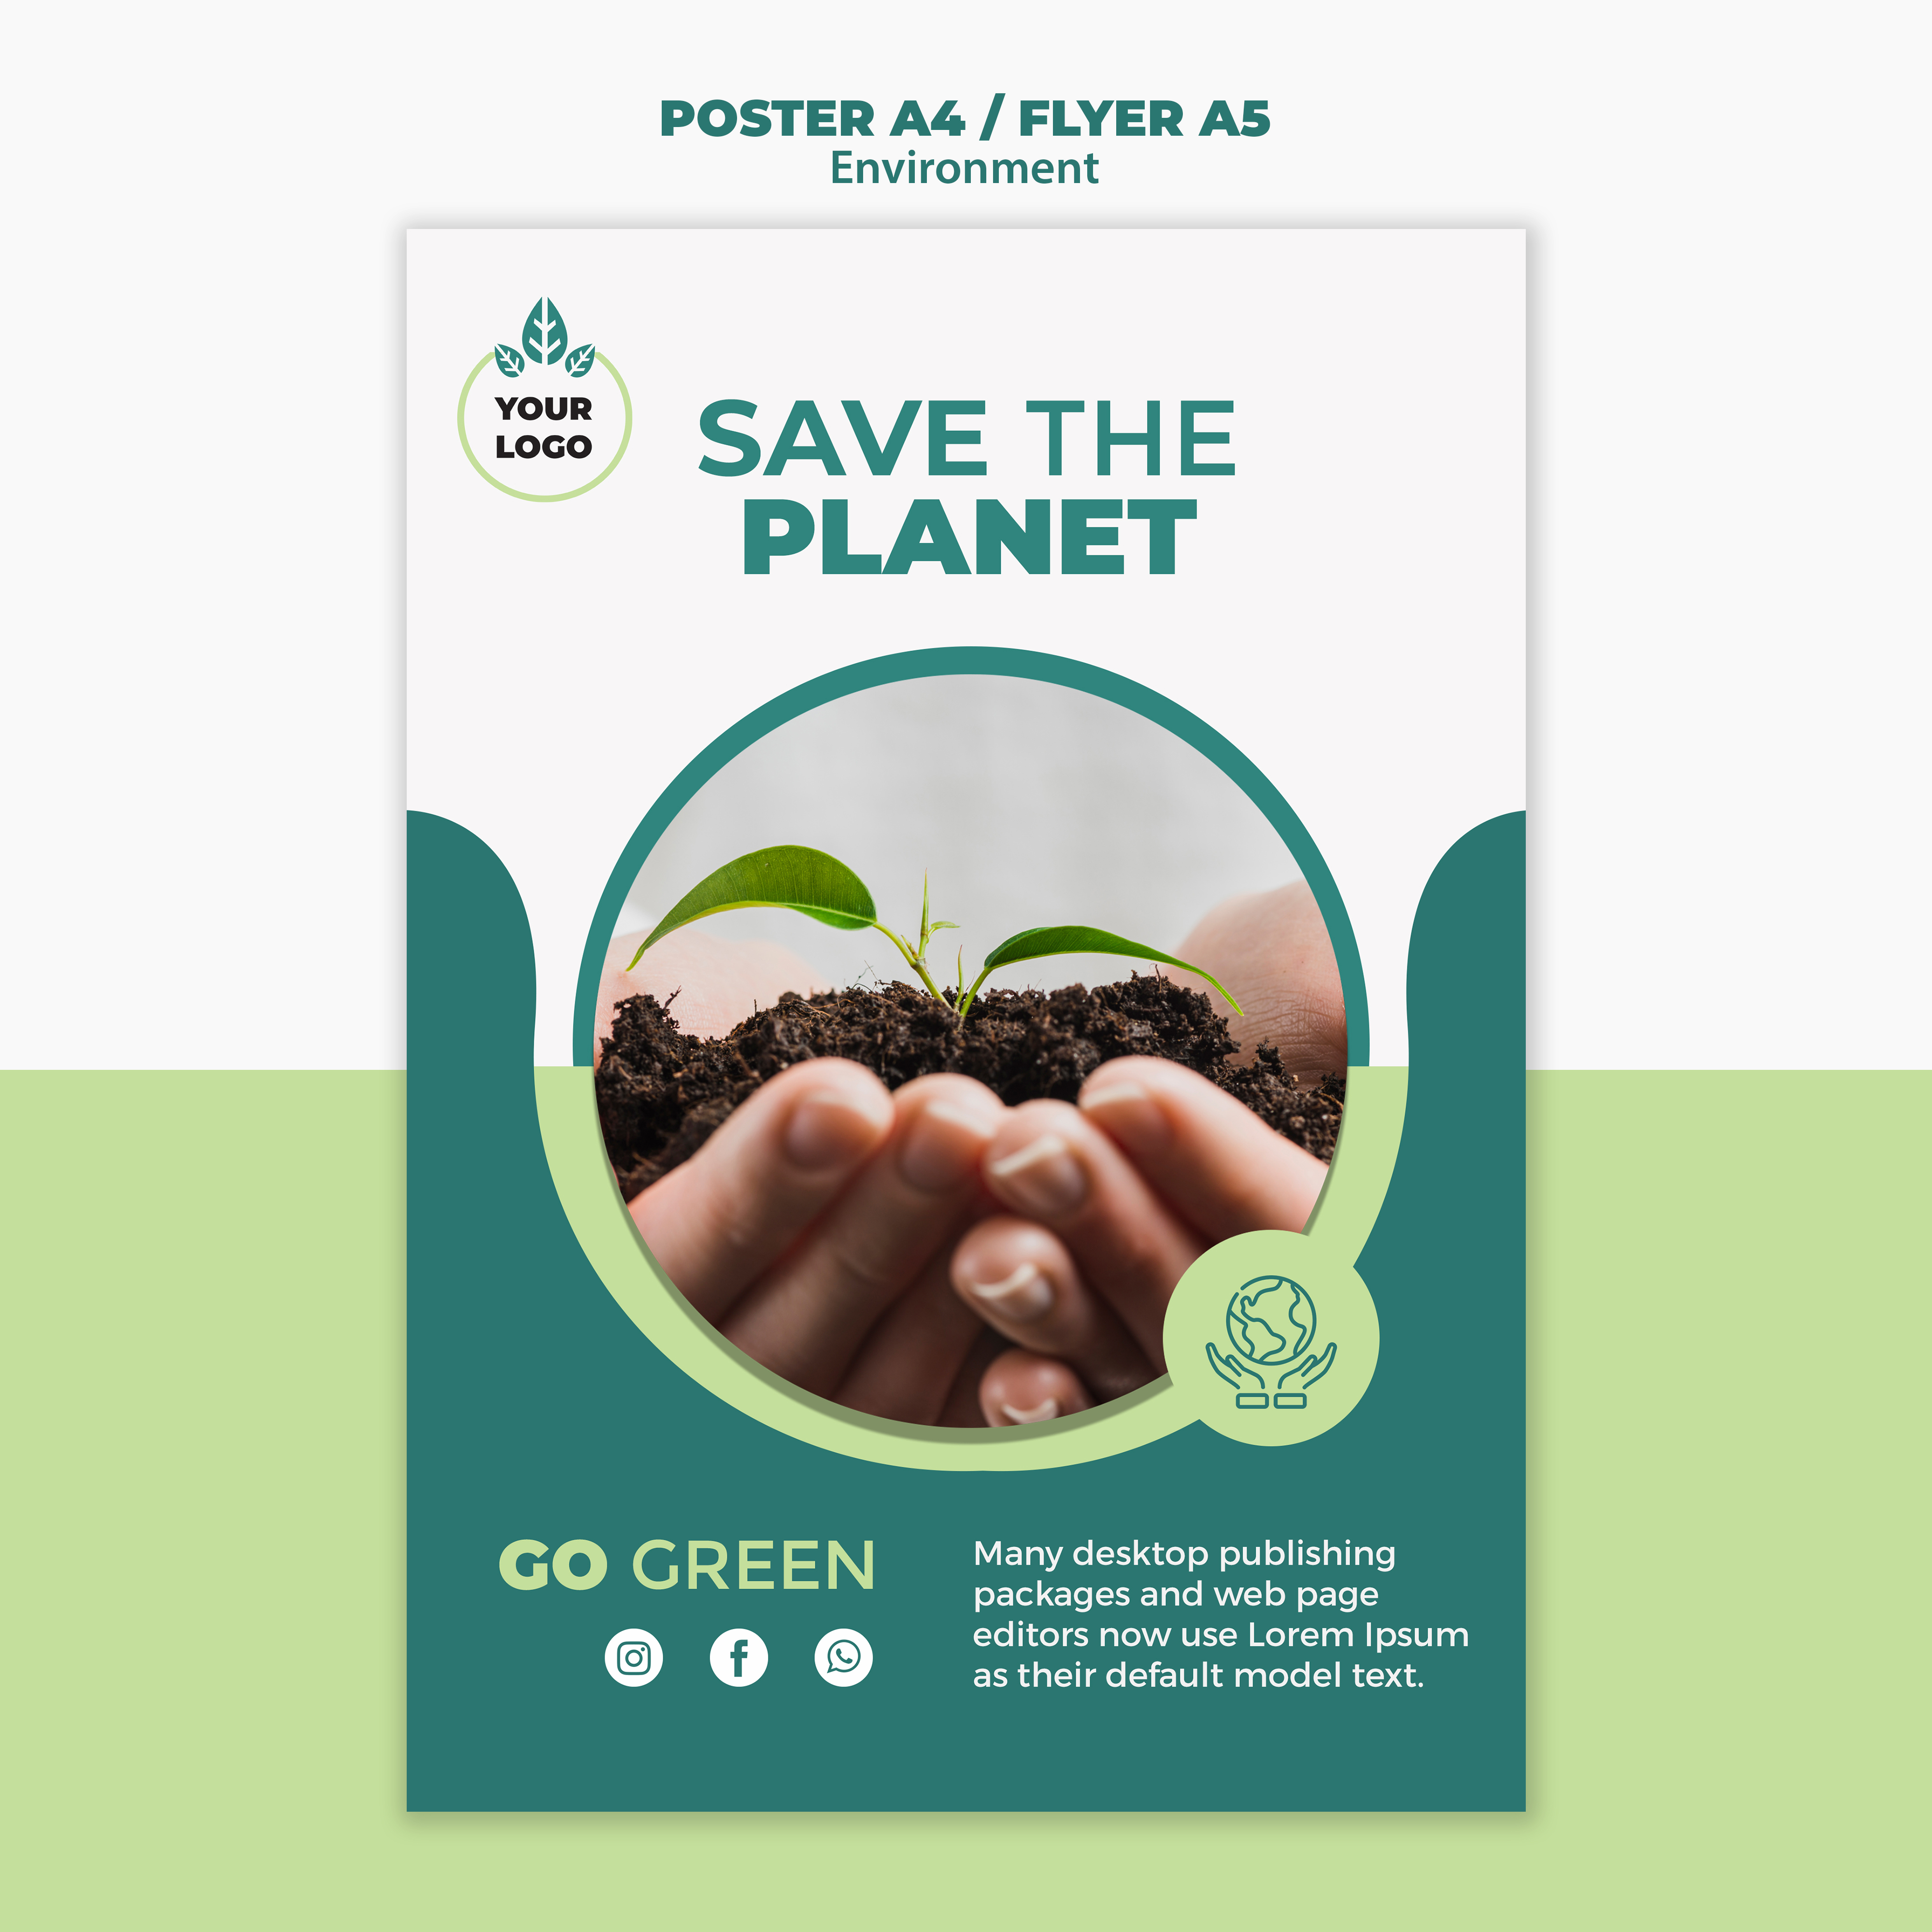 POSTER A4 / FLYER A5
Environment
YOUR
LOGO
SAVE THE
PLANET
GO GREEN
Many desktop publishing
packages and web page
editors now use Lorem Ipsum
as their default model text.